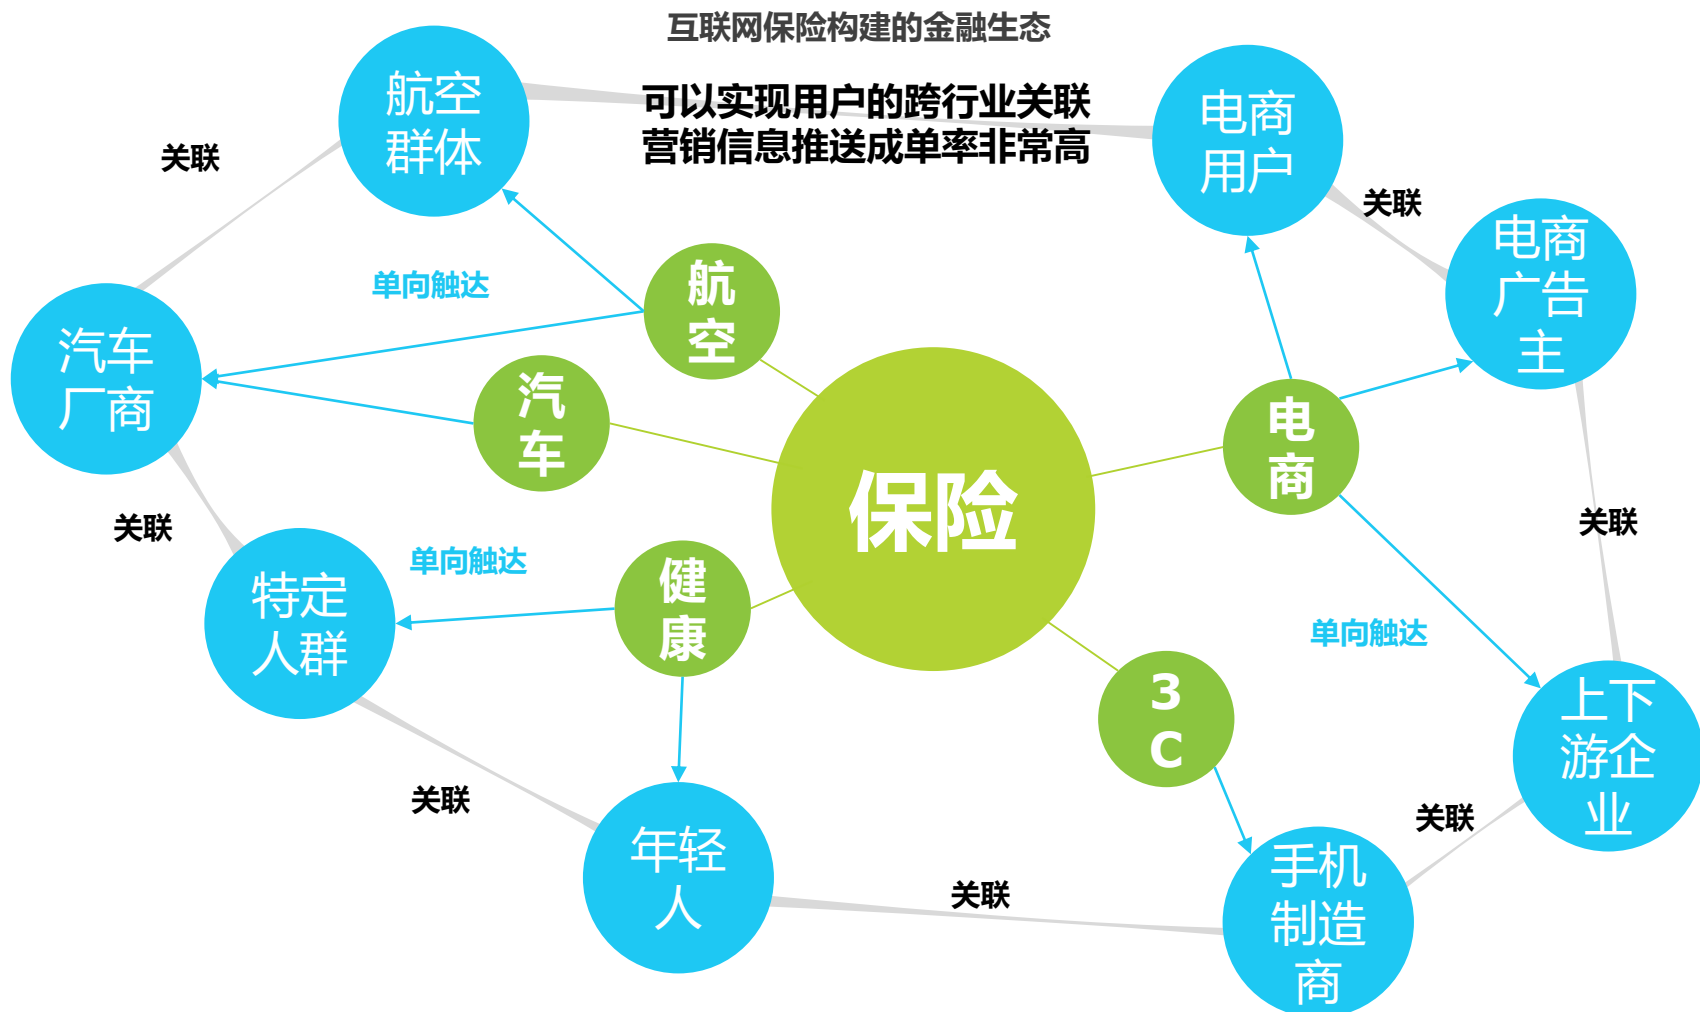 互联网保险构建的金融生态
可以实现用户的跨行业关联
营销信息推送成单率非常高
航空
群体
电商
用户
关联
关联
电商
广告
主
单向触达
航
空
汽车
厂商
汽
车
电
商
保险
关联
关联
单向触达
健
康
特定
人群
单向触达
3
C
上下
游企
业
关联
关联
年轻
人
关联
手机
制造
商